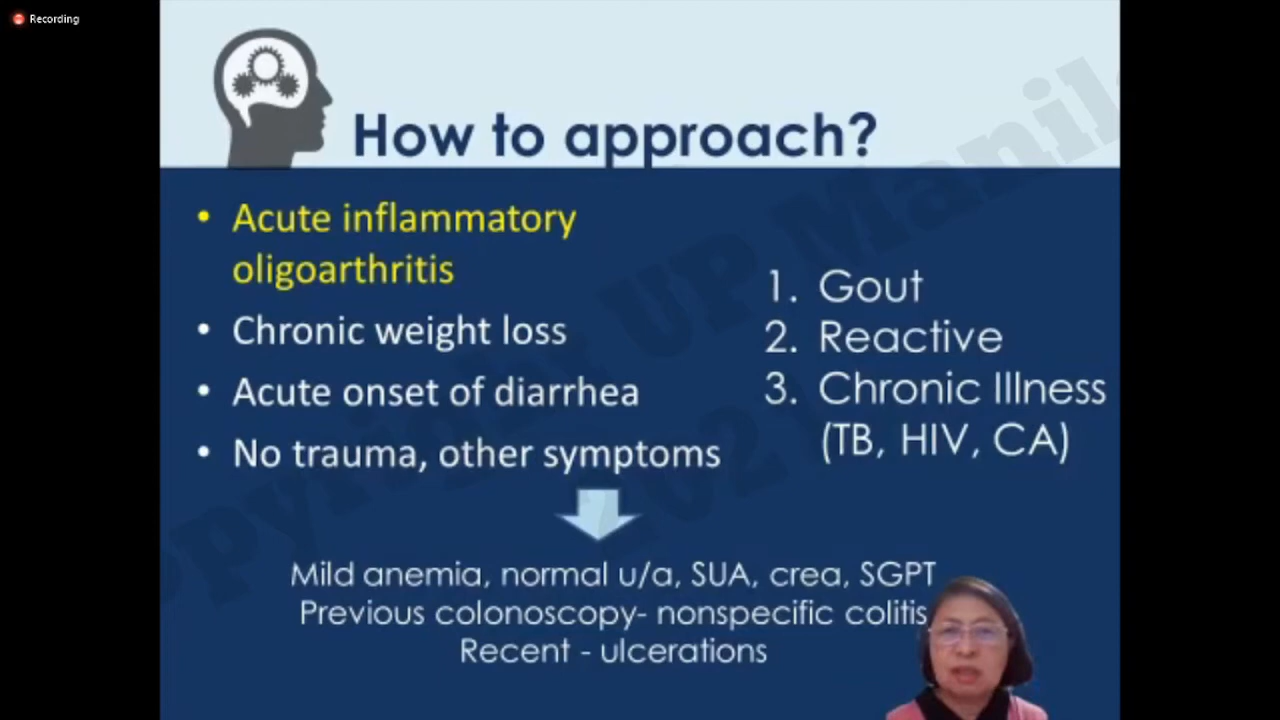 Recording
How to approach?
• Acute inflammatory
oligoarthritis
• Chronic weight loss
• Acute onset of diarrhea
• No trauma, other symptoms
1. Gout
2. Reactive
3. Chronic Illness
(TB, HIV, CA)
Mild anemia, normal u/a, SUA, crea, SGPT
Previous colonoscopy- nonspecific colitis
Recent - ulcerations
UP Manil